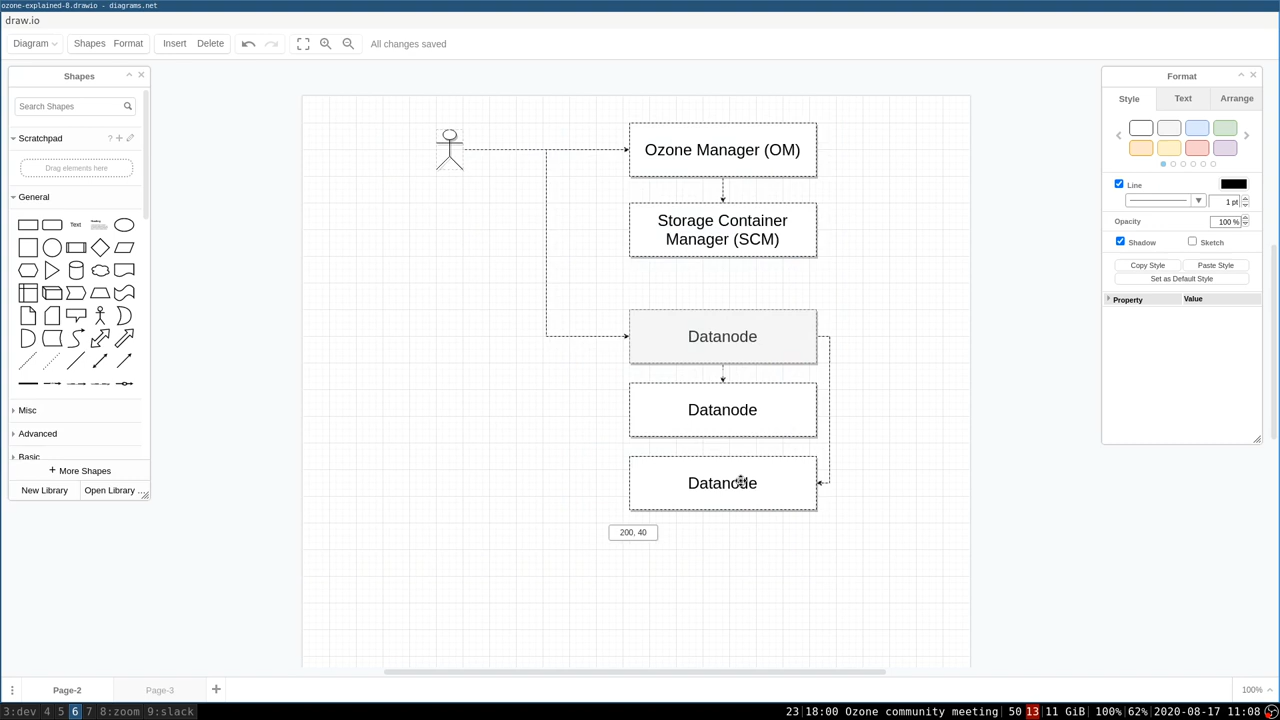 ozone-explained-8.drawio - diagrams.net
draw.io
Diagram Shapes Format Insert Delete All changes saved
Shapes
Search Shapes
Scratchpad ?
Drag elements here
General
Text Heading
Misc
Advanced
Basic
+ More Shapes
New Library Open Library ...
Ozone Manager (OM)
Storage Container
Manager (SCM)
Datanode
Datanode
Datanode
200, 40
Format
Style Text Arrange
Line
1 pt
Opacity 100 %
Shadow Sketch
Copy Style Paste Style
Set as Default Style
Property Value
Page-2 Page-3
100%
3:dev 4 5 6 7 8:zoom 9:slack 23|18:00 Ozone community meeting| 50 13 11 GiB| 100%|62%|2020-08-17 11:08